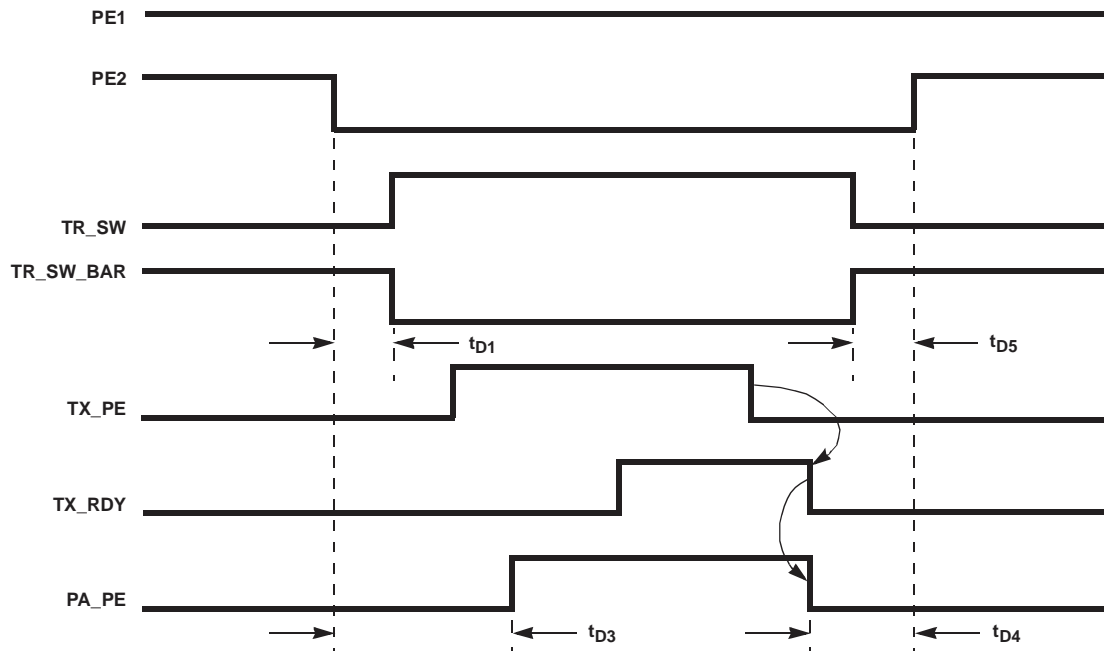 PE1
PE2
TR_SW
TR_SW_BAR
tD1
tD5
TX_PE
TX_RDY
PA_PE
tD3
tD4